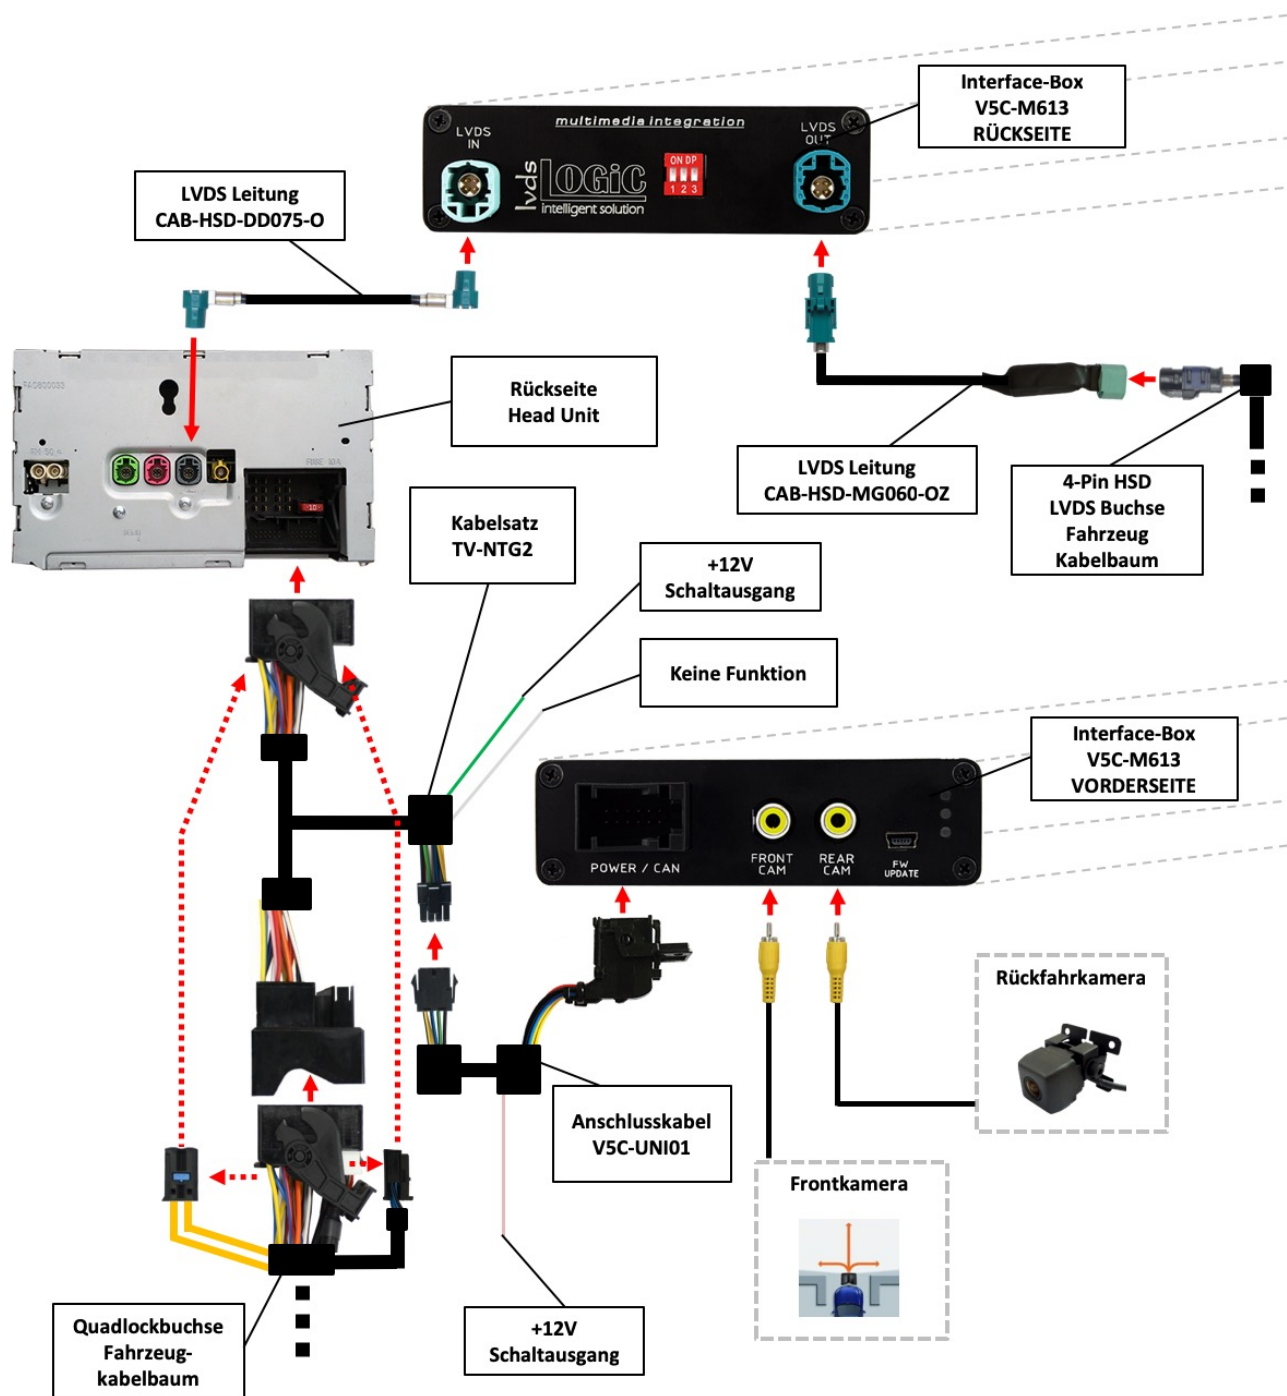 Interface-Box
V5C-M613
RÜCKSEITE
multimedia integration
LVDS
IN
LVDS
OUT
lvds
LOGiC
intelligent solution
ON DP
1 2 3
LVDS Leitung
CAB-HSD-DD075-O
Rückseite
Head Unit
LVDS Leitung
CAB-HSD-MG060-OZ
4-Pin HSD
LVDS Buchse
Fahrzeug
Kabelbaum
Kabelsatz
TV-NTG2
+12V
Schaltausgang
Keine Funktion
10
Interface-Box
V5C-M613
VORDERSEITE
POWER / CAN
FRONT
CAM
REAR
CAM
FW
UPDATE
Rückfahrkamera
Anschlusskabel
V5C-UNI01
Frontkamera
Quadlockbuchse
Fahrzeug-
kabelbaum
+12V
Schaltausgang